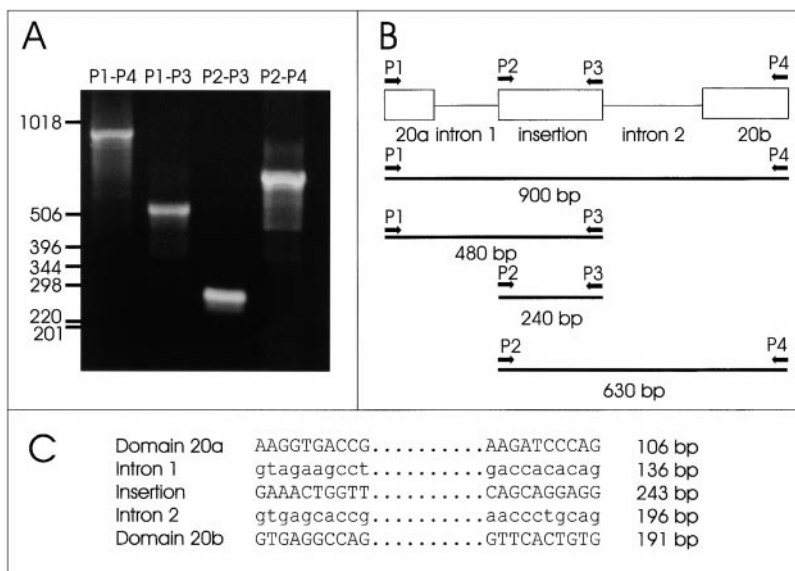 A
P1-P4 P1-P3 P2-P3 P2-P4
1018
506
396
344
298
220
201
B
P1 P2 P3 P4
20a intron 1 insertion intron 2 20b
P1 P4
900 bp
P1 P3
480 bp
P2 P3
240 bp
P2 P4
630 bp
C
Domain 20a AAGGTGACCG..........AAGATCCCAG 106 bp
Intron 1 gtagaagcct..........gaccacacag 136 bp
Insertion GAAACTGGTT..........CAGCAGGAGG 243 bp
Intron 2 gtgagcaccg..........aaccctgcag 196 bp
Domain 20b GTGAGGCCAG..........GTTCACTGTG 191 bp